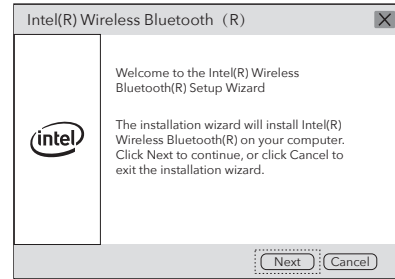 Intel(R) Wireless Bluetooth（R）
X
Welcome to the Intel(R) Wireless
Bluetooth(R) Setup Wizard
intel
The installation wizard will install Intel(R)
Wireless Bluetooth(R) on your computer.
Click Next to continue, or click Cancel to
exit the installation wizard.
Next Cancel